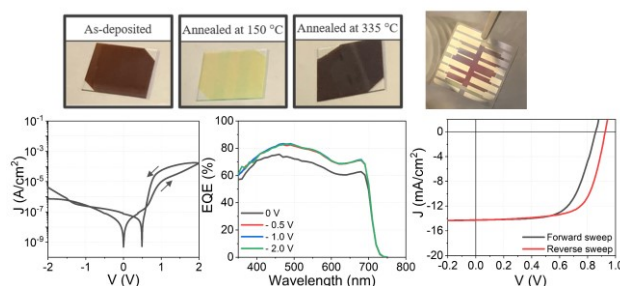 As-deposited
Annealed at 150 °C
Annealed at 335 °C
J (A/cm²)
10⁻¹
10⁻³
10⁻⁵
10⁻⁷
10⁻⁹
-2 -1 0 1 2
V (V)
EQE (%)
100
80
60
40
20
0
0 V
- 0.5 V
- 1.0 V
- 2.0 V
400 500 600 700 800
Wavelength (nm)
J (mA/cm²)
0
-4
-8
-12
-16
-20
Forward sweep
Reverse sweep
-0.2 0.0 0.2 0.4 0.6 0.8 1.0
V (V)